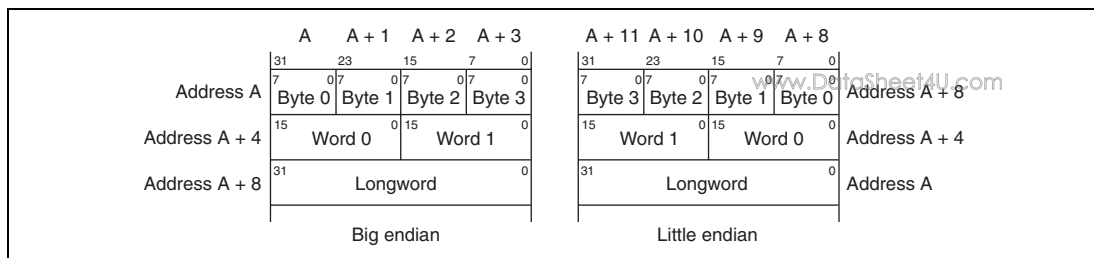 A A + 1 A + 2 A + 3 A + 11 A + 10 A + 9 A + 8
31 23 15 7 0 31 23 15 7 0
7 0 7 0 7 0 7 0 7 0 7 0 7 0 7 0
www.DataSheet4U.com
Address A Byte 0 Byte 1 Byte 2 Byte 3 Byte 3 Byte 2 Byte 1 Byte 0 Address A + 8
15 0 15 0 15 0 15 0
Address A + 4 Word 0 Word 1 Word 1 Word 0 Address A + 4
31 0 31 0
Address A + 8 Longword Longword Address A
Big endian Little endian